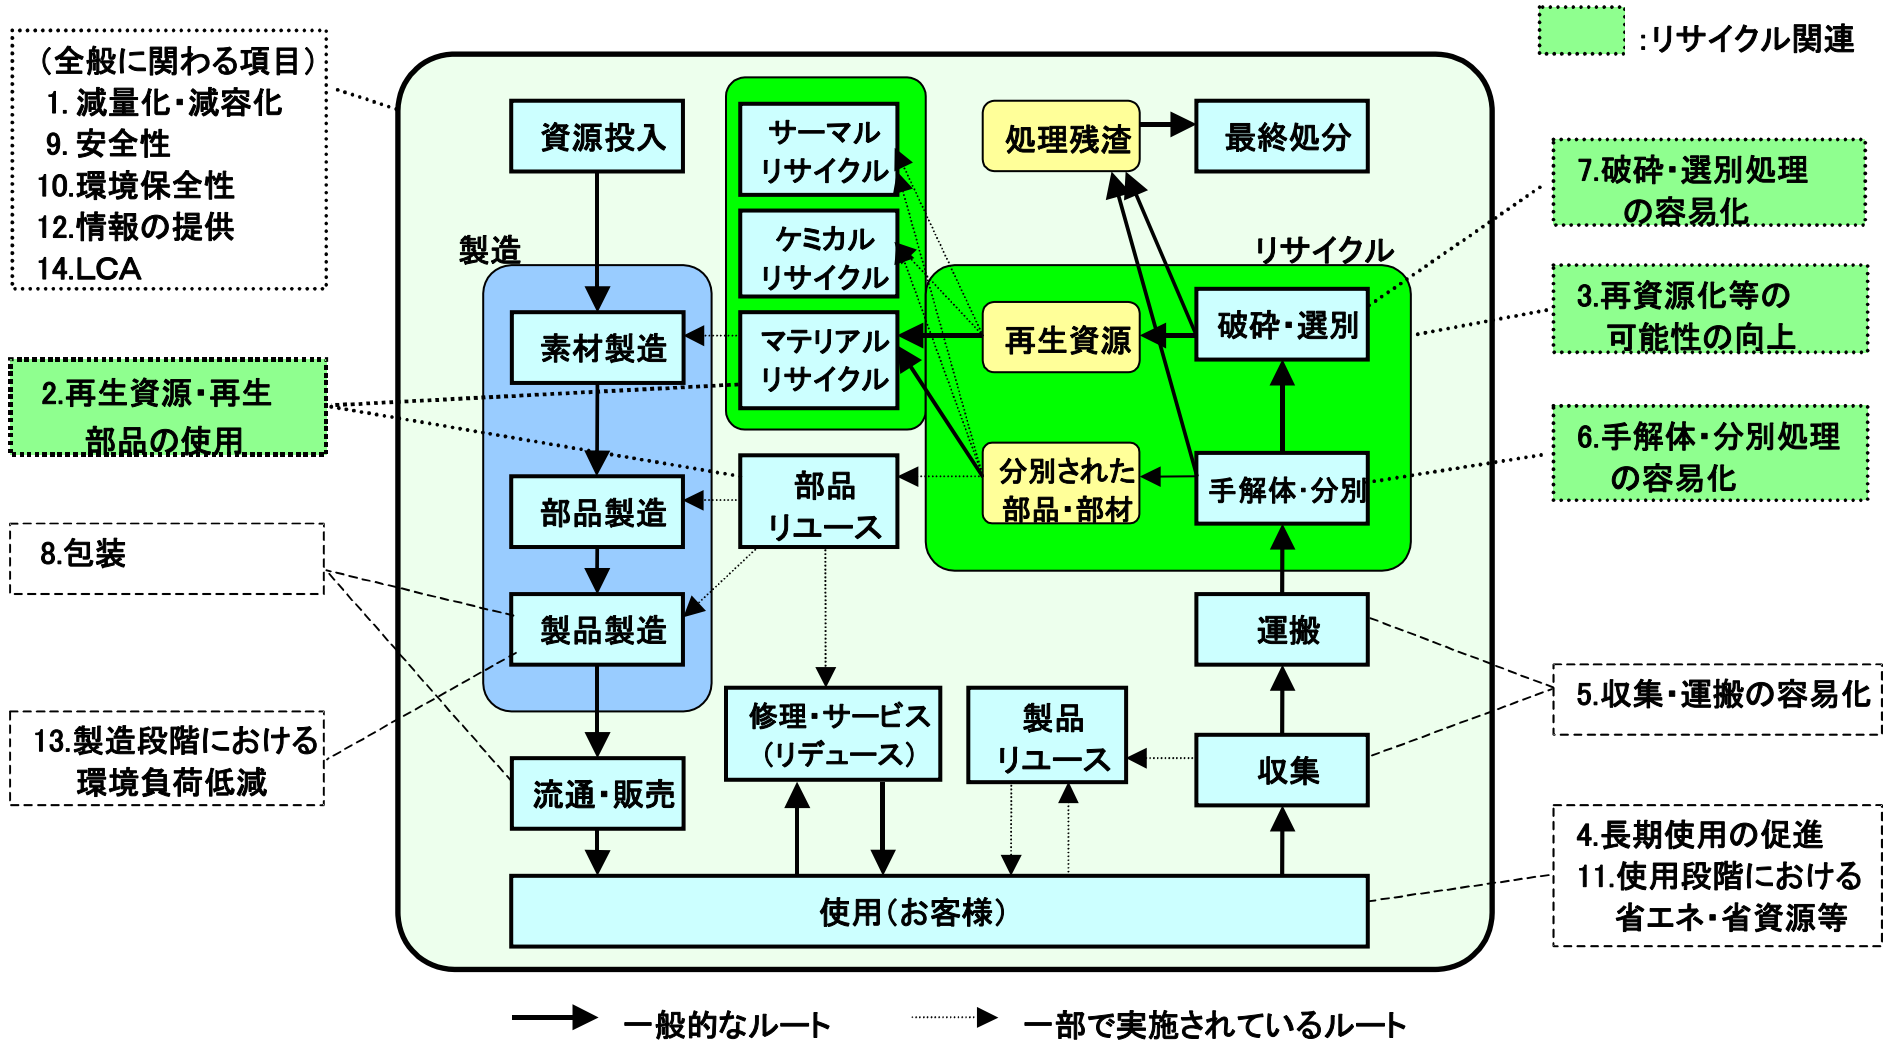 （全般に関わる項目）
1. 減量化・減容化
9. 安全性
10.環境保全性
12.情報の提供
14.LCA
2.再生資源・再生
部品の使用
8.包装
13.製造段階における
環境負荷低減
製造
資源投入
素材製造
部品製造
製品製造
流通・販売
サーマル
リサイクル
ケミカル
リサイクル
マテリアル
リサイクル
部品
リユース
修理・サービス
（リデュース）
製品
リユース
使用（お客様）
処理残渣
最終処分
リサイクル
再生資源
破砕・選別
分別された
部品・部材
手解体・分別
運搬
収集
：リサイクル関連
7.破砕・選別処理
の容易化
3.再資源化等の
可能性の向上
6.手解体・分別処理
の容易化
5.収集・運搬の容易化
4.長期使用の促進
11.使用段階における
省エネ・省資源等
一般的なルート
一部で実施されているルート